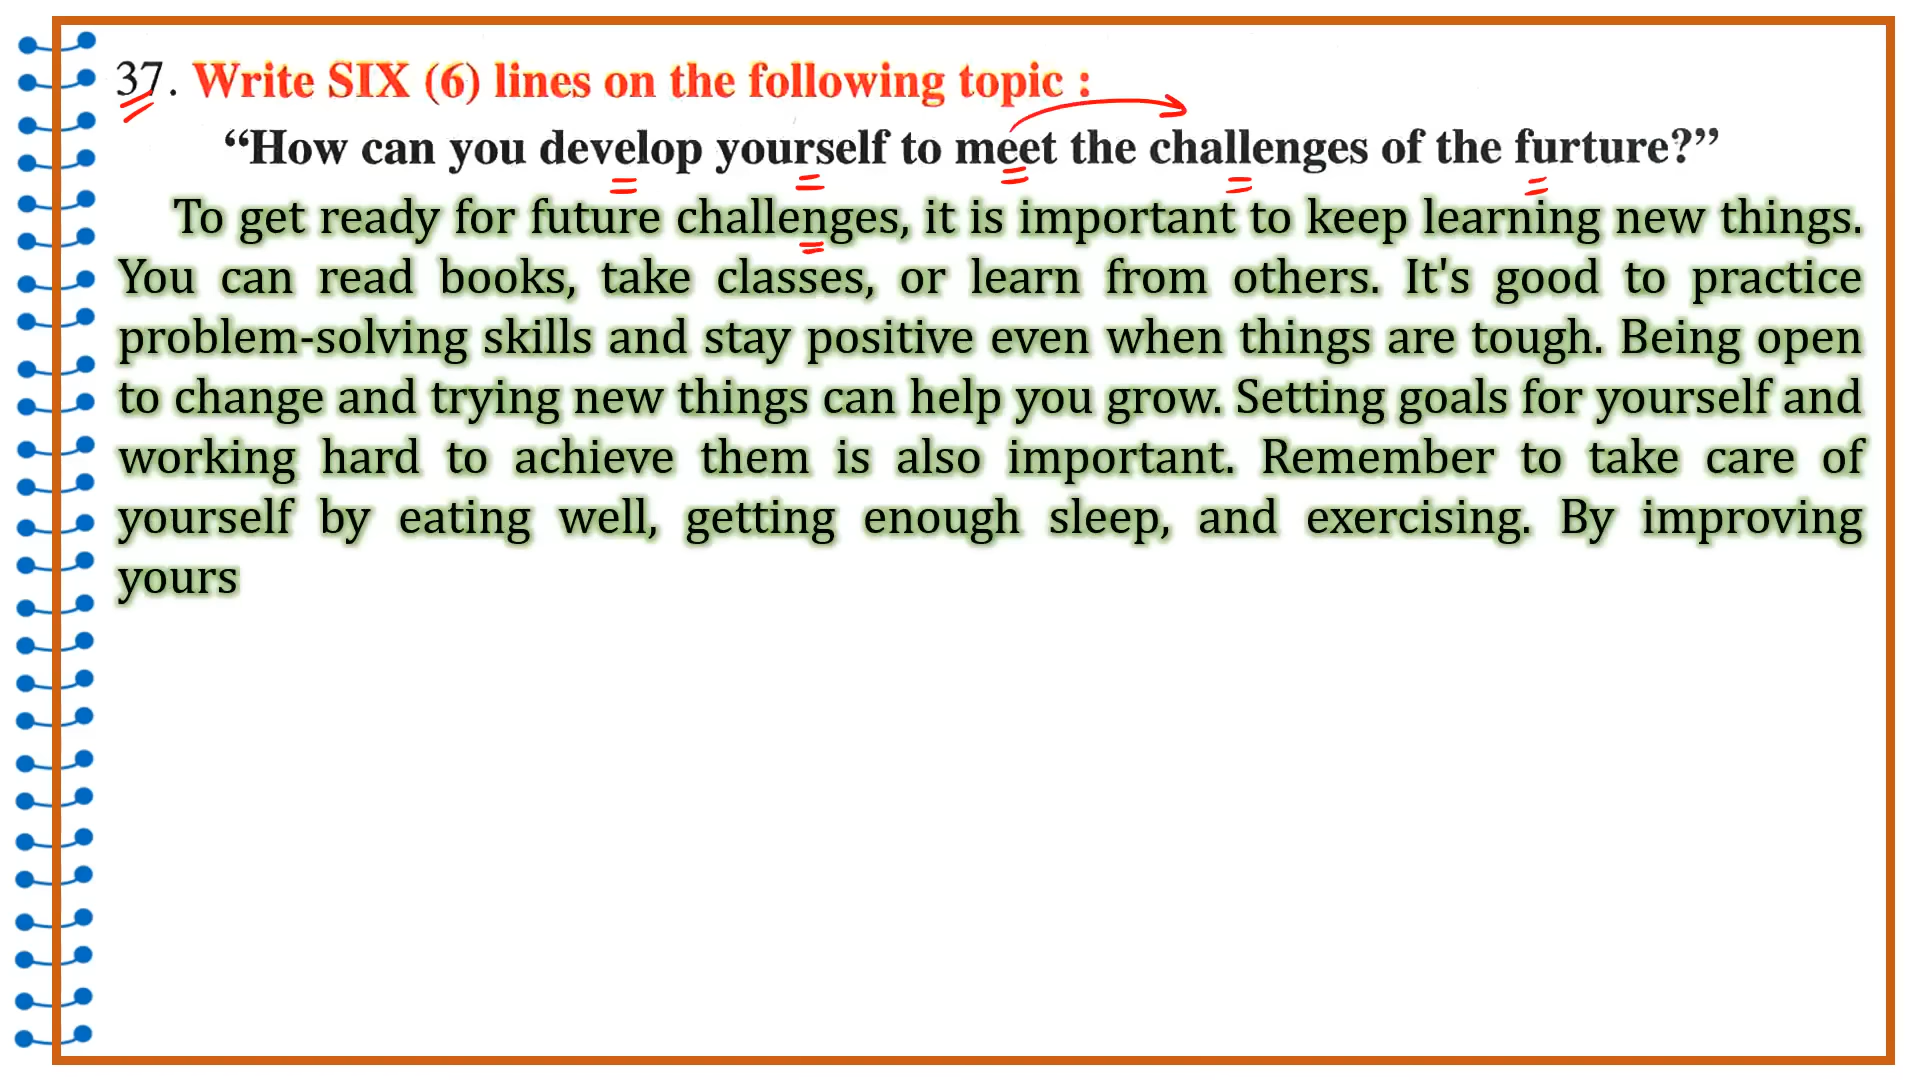 37. Write SIX (6) lines on the following topic :
“How can you develop yourself to meet the challenges of the furture?”
To get ready for future challenges, it is important to keep learning new things.
You can read books, take classes, or learn from others. It's good to practice
problem-solving skills and stay positive even when things are tough. Being open
to change and trying new things can help you grow. Setting goals for yourself and
working hard to achieve them is also important. Remember to take care of
yourself by eating well, getting enough sleep, and exercising. By improving
yours